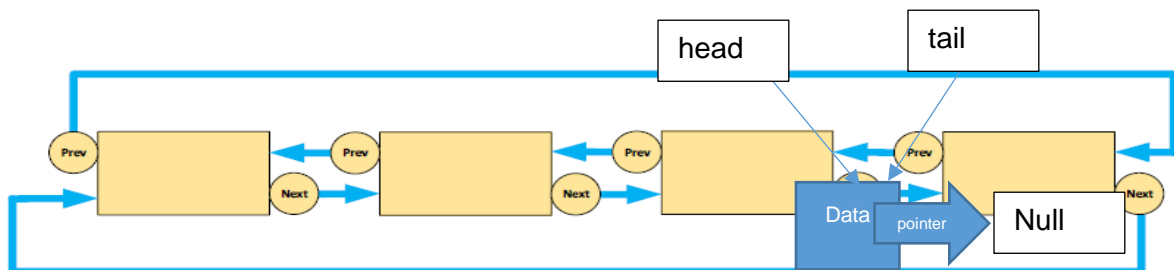 head
tail
Prev
Prev
Prev
Prev
Next
Next
Next
Data
pointer
Null